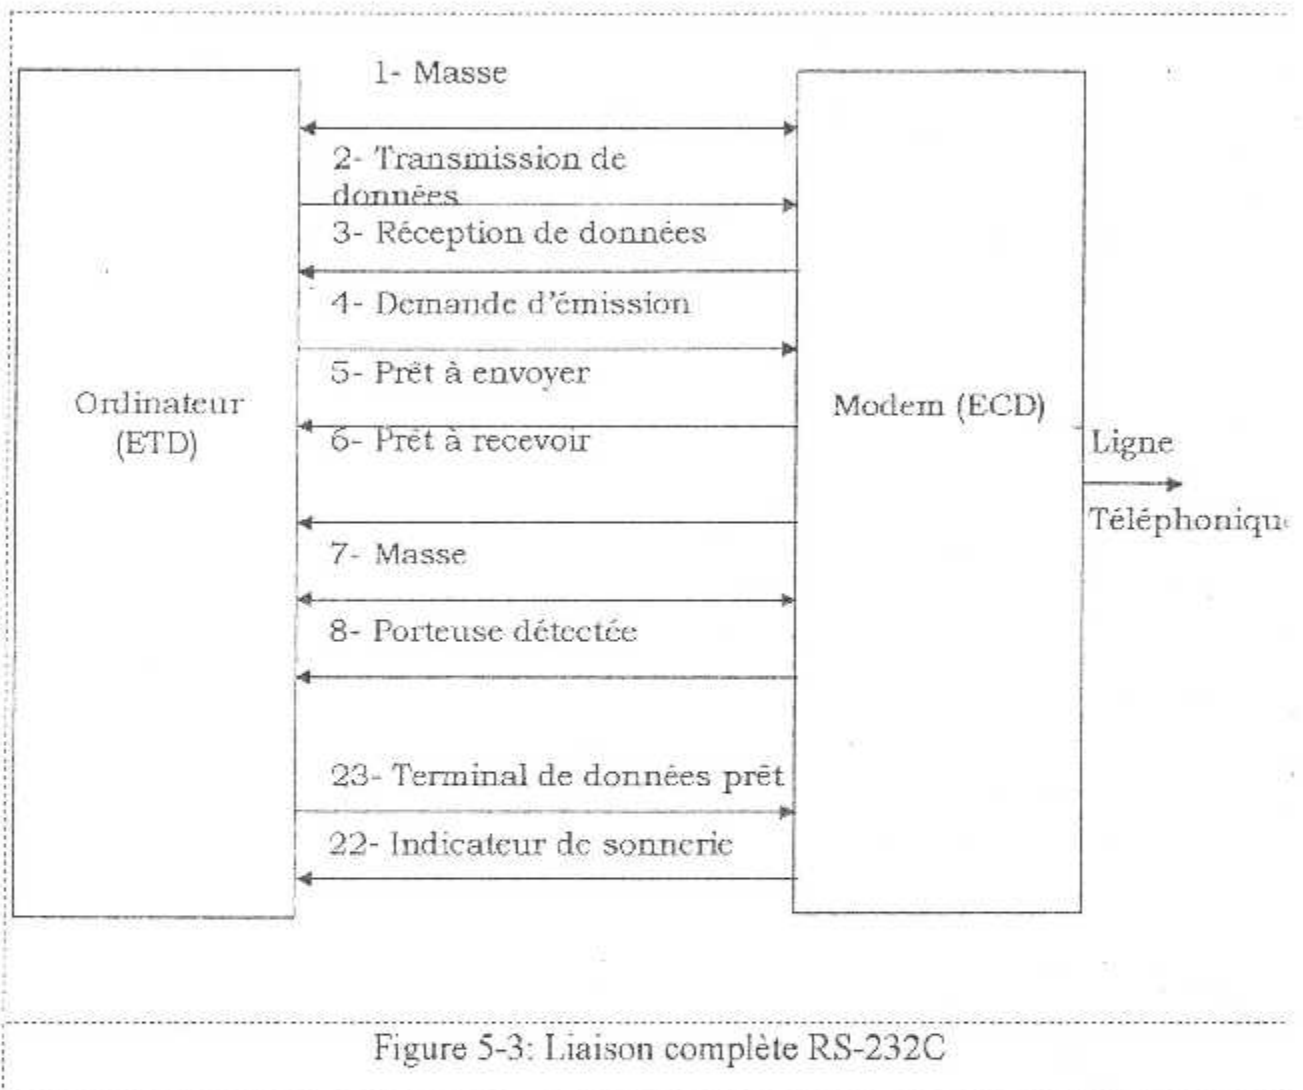 1- Masse
2- Transmission de
données
3- Réception de données
4- Demande d'émission
5- Prêt à envoyer
Ordinateur
(ETD)
Modem (ECD)
6- Prêt à recevoir
Ligne
Téléphonique
7- Masse
8- Porteuse détectée
23- Terminal de données prêt
22- Indicateur de sonnerie
Figure 5-3: Liaison complète RS-232C